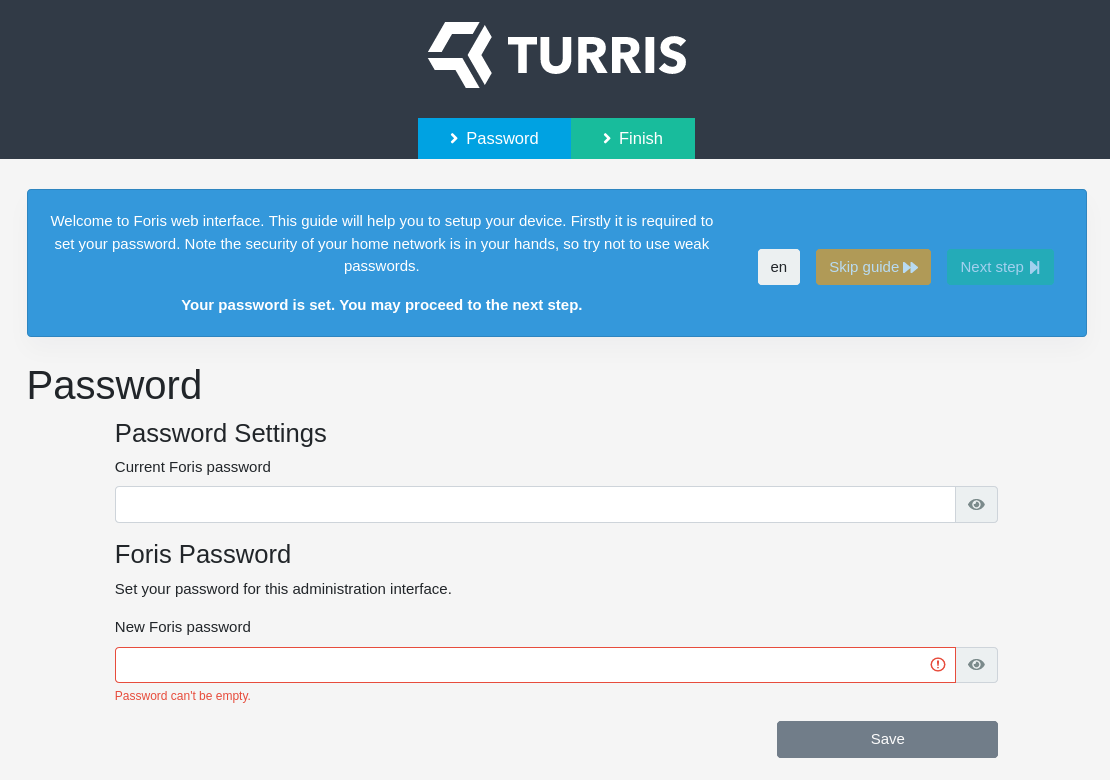 TURRIS
Password
Finish
Welcome to Foris web interface. This guide will help you to setup your device. Firstly it is required to
set your password. Note the security of your home network is in your hands, so try not to use weak
passwords.
Your password is set. You may proceed to the next step.
en
Skip guide
Next step
Password
Password Settings
Current Foris password
Foris Password
Set your password for this administration interface.
New Foris password
Password can't be empty.
Save